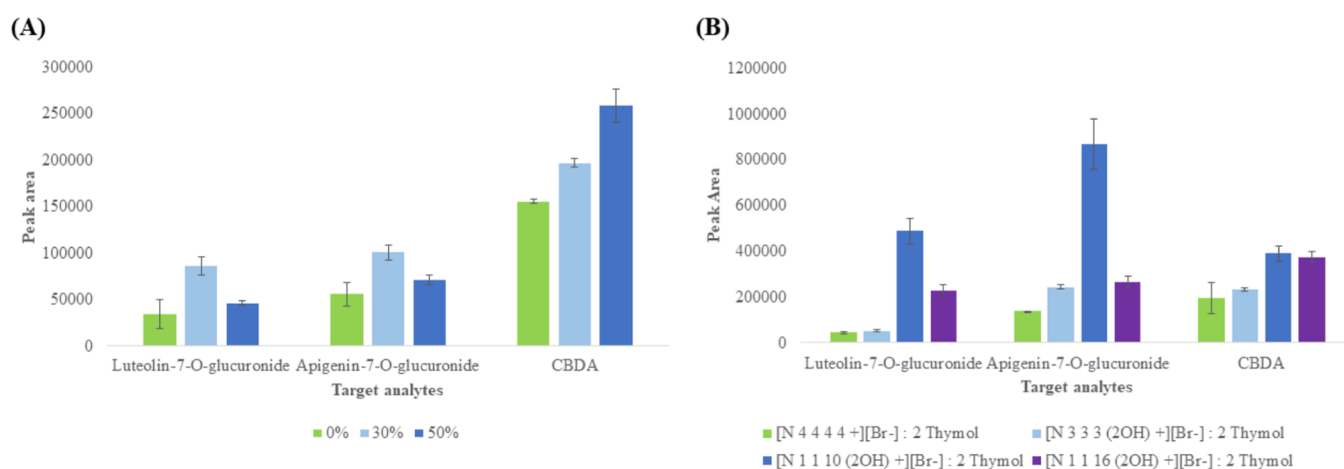 (A)
300000
250000
200000
150000
100000
50000
0
Peak area
Luteolin-7-O-glucuronide Apigenin-7-O-glucuronide CBDA
Target analytes
0% 30% 50%
(B)
1200000
1000000
800000
600000
400000
200000
0
Peak Area
Luteolin-7-O-glucuronide Apigenin-7-O-glucuronide CBDA
Target analytes
[N 4 4 4 4 +][Br-] : 2 Thymol [N 3 3 3 (2OH) +][Br-] : 2 Thymol
[N 1 1 10 (2OH) +][Br-] : 2 Thymol [N 1 1 16 (2OH) +][Br-] : 2 Thymol